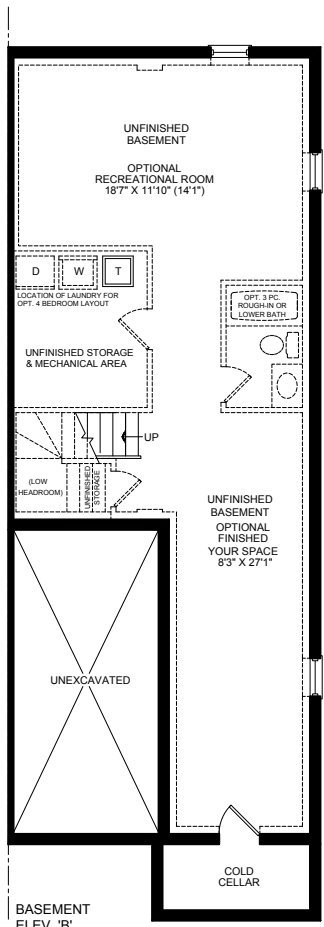 UNFINISHED
BASEMENT
OPTIONAL
RECREATIONAL ROOM
18'7" X 11'10" (14'1")
D
W
T
LOCATION OF LAUNDRY FOR
OPT. 4 BEDROOM LAYOUT
OPT. 3 PC.
ROUGH-IN OR
LOWER BATH
UNFINISHED STORAGE
& MECHANICAL AREA
UP
(LOW
HEADROOM)
UNFINISHED
STORAGE
UNFINISHED
BASEMENT
OPTIONAL
FINISHED
YOUR SPACE
8'3" X 27'1"
UNEXCAVATED
COLD
CELLAR
BASEMENT
ELEV. 'B'